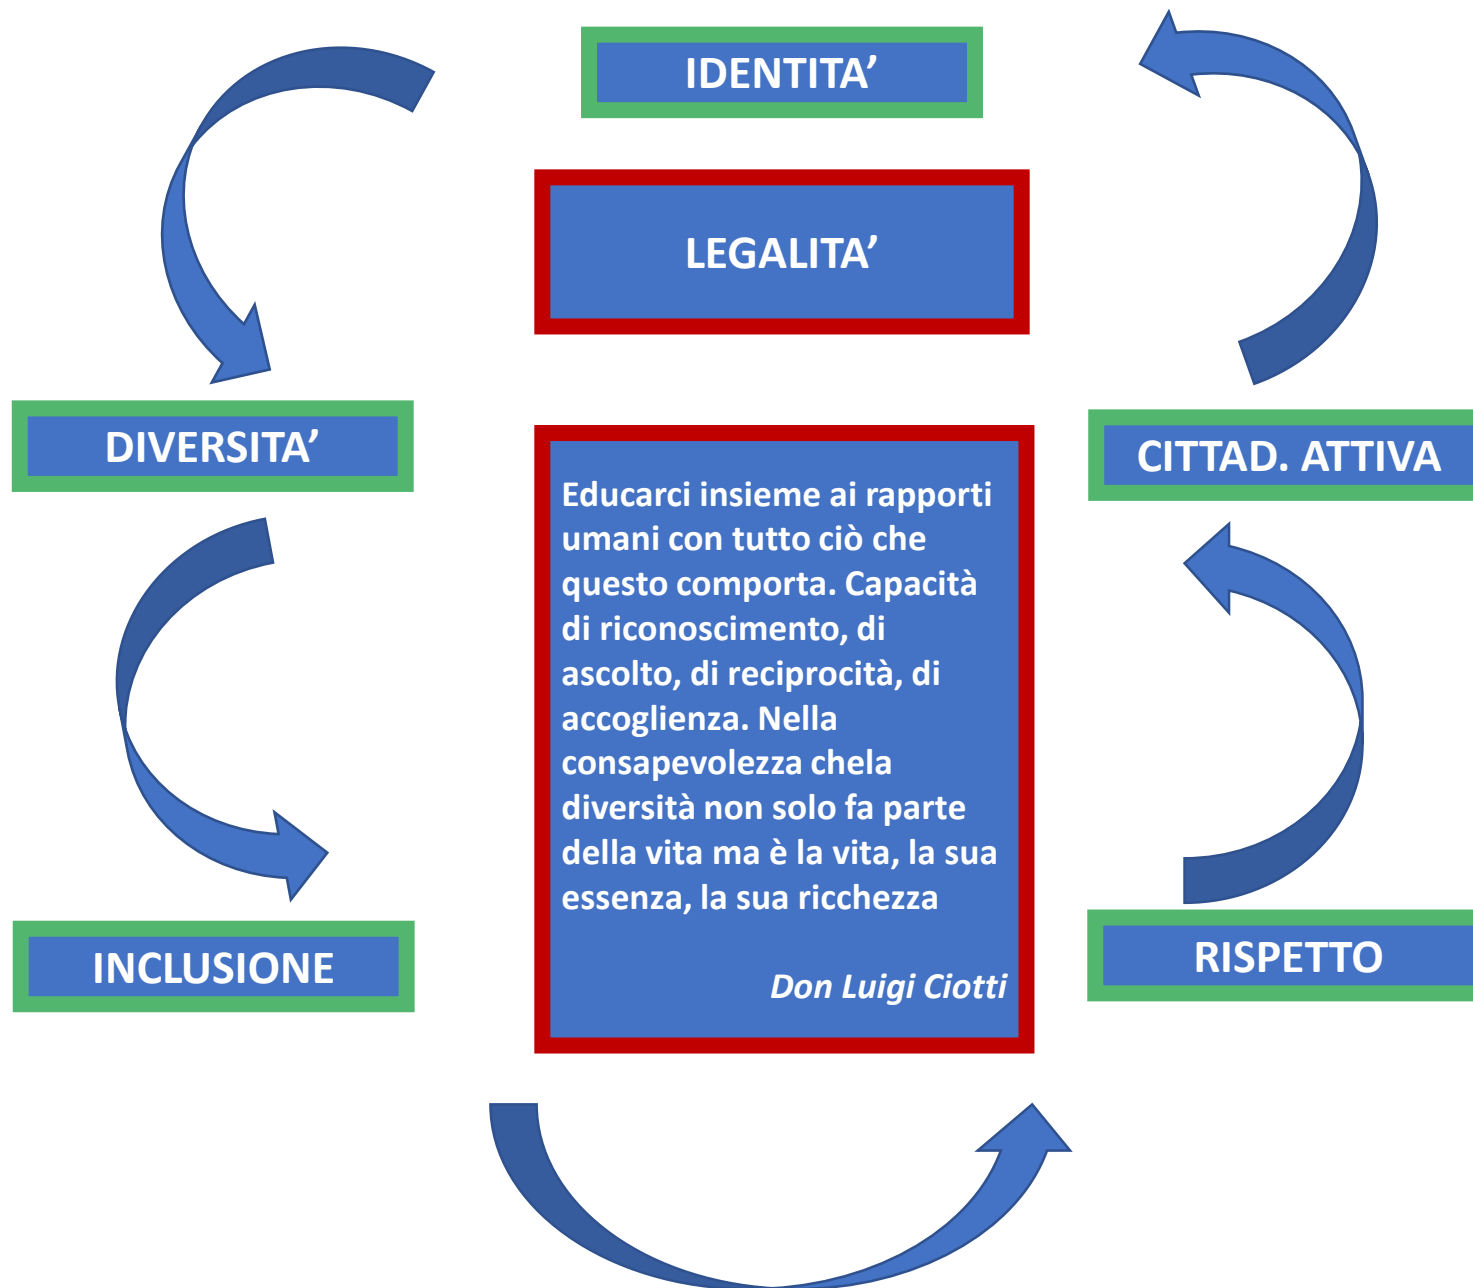 IDENTITA’
LEGALITA’
DIVERSITA’
CITTAD. ATTIVA
Educarci insieme ai rapporti
umani con tutto ciò che
questo comporta. Capacità
di riconoscimento, di
ascolto, di reciprocità, di
accoglienza. Nella
consapevolezza chela
diversità non solo fa parte
della vita ma è la vita, la sua
essenza, la sua ricchezza
Don Luigi Ciotti
INCLUSIONE
RISPETTO